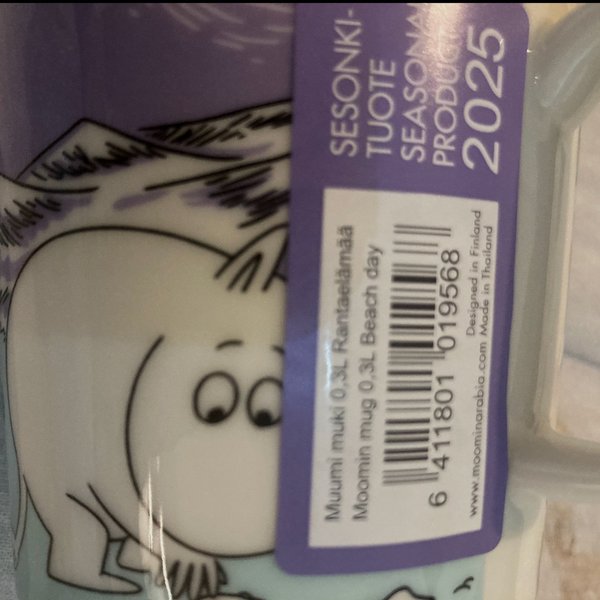 SESONKI-
TUOTE
SEASONAL
PRODUCT
2025
Muumi muki 0,3L Rantaelämää
Moomin mug 0,3L Beach day
6 411801 019568
Designed in Finland
www.moominarabia.com Made in Thailand